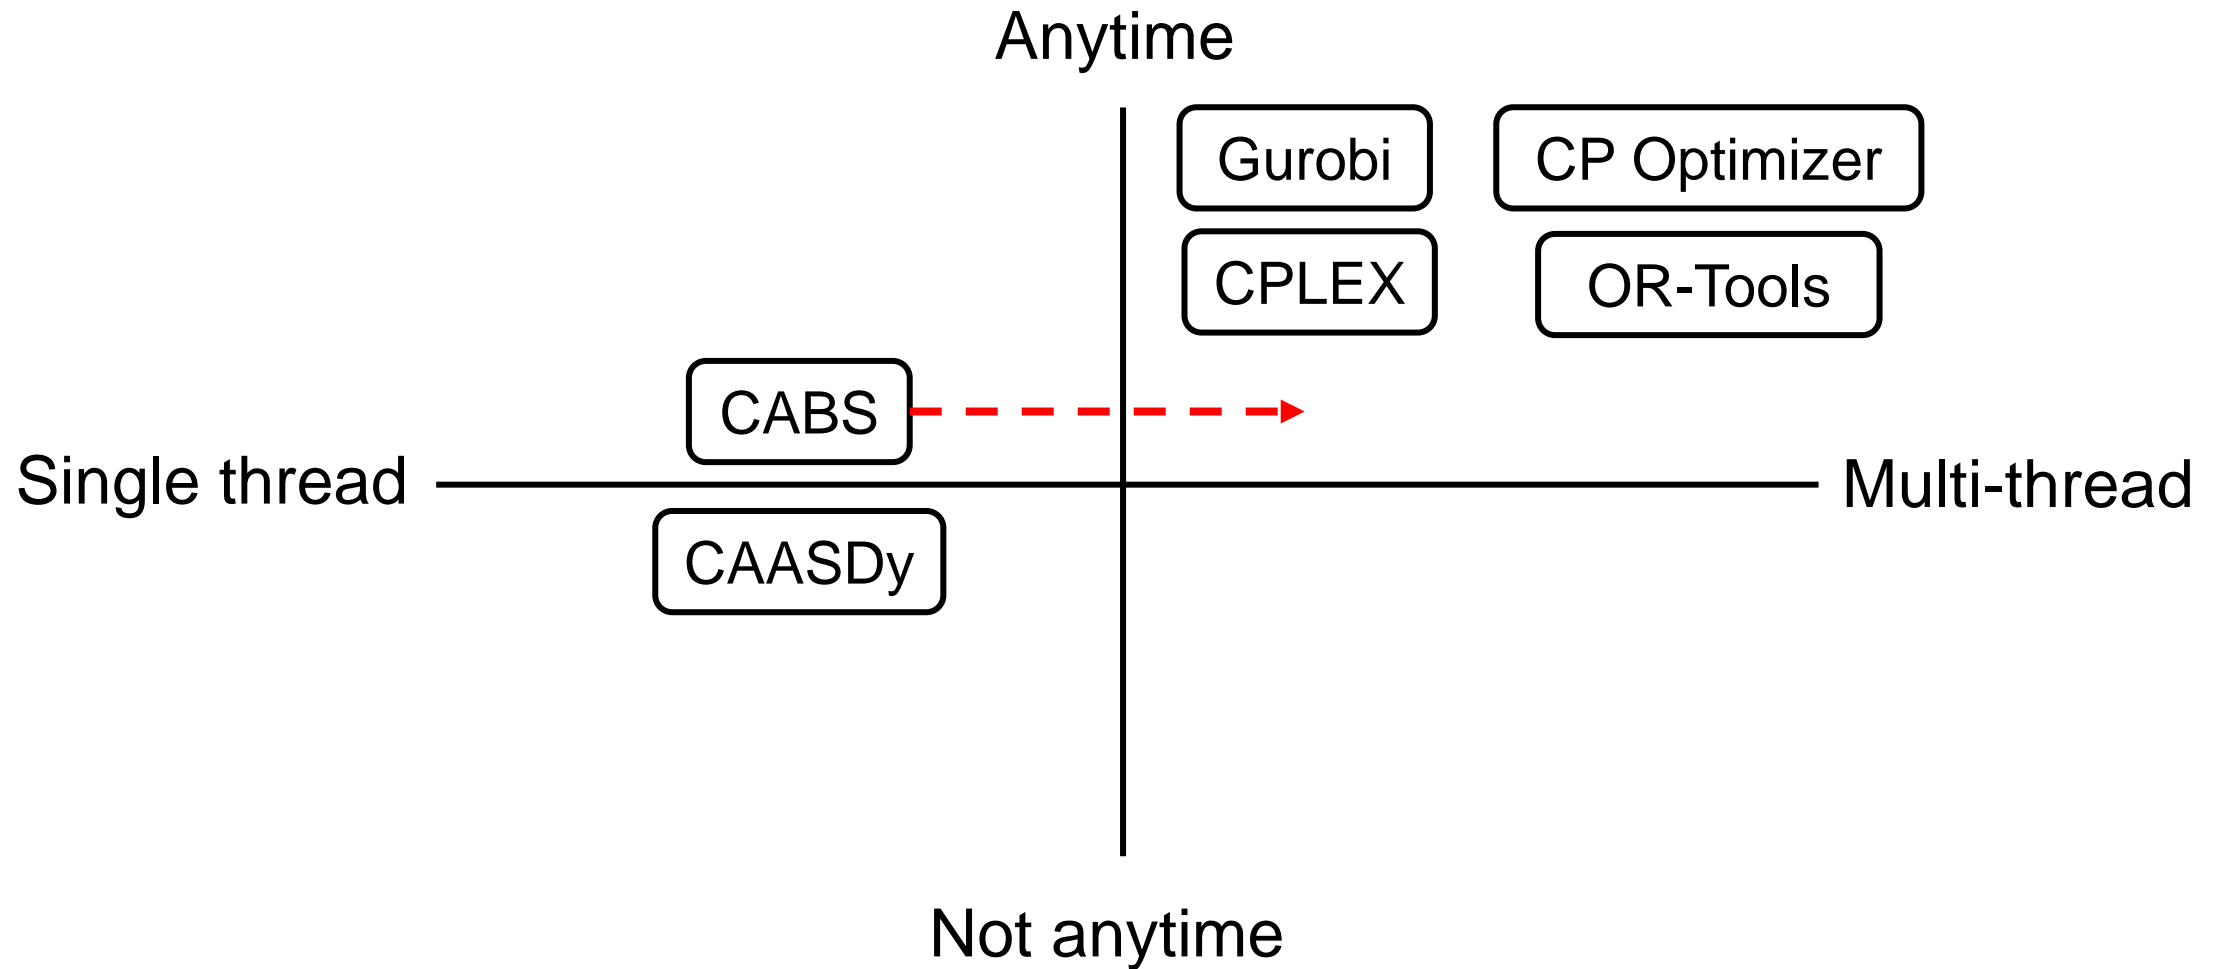 Anytime
Gurobi
CP Optimizer
CPLEX
OR-Tools
CABS
Single thread
Multi-thread
CAASDy
Not anytime